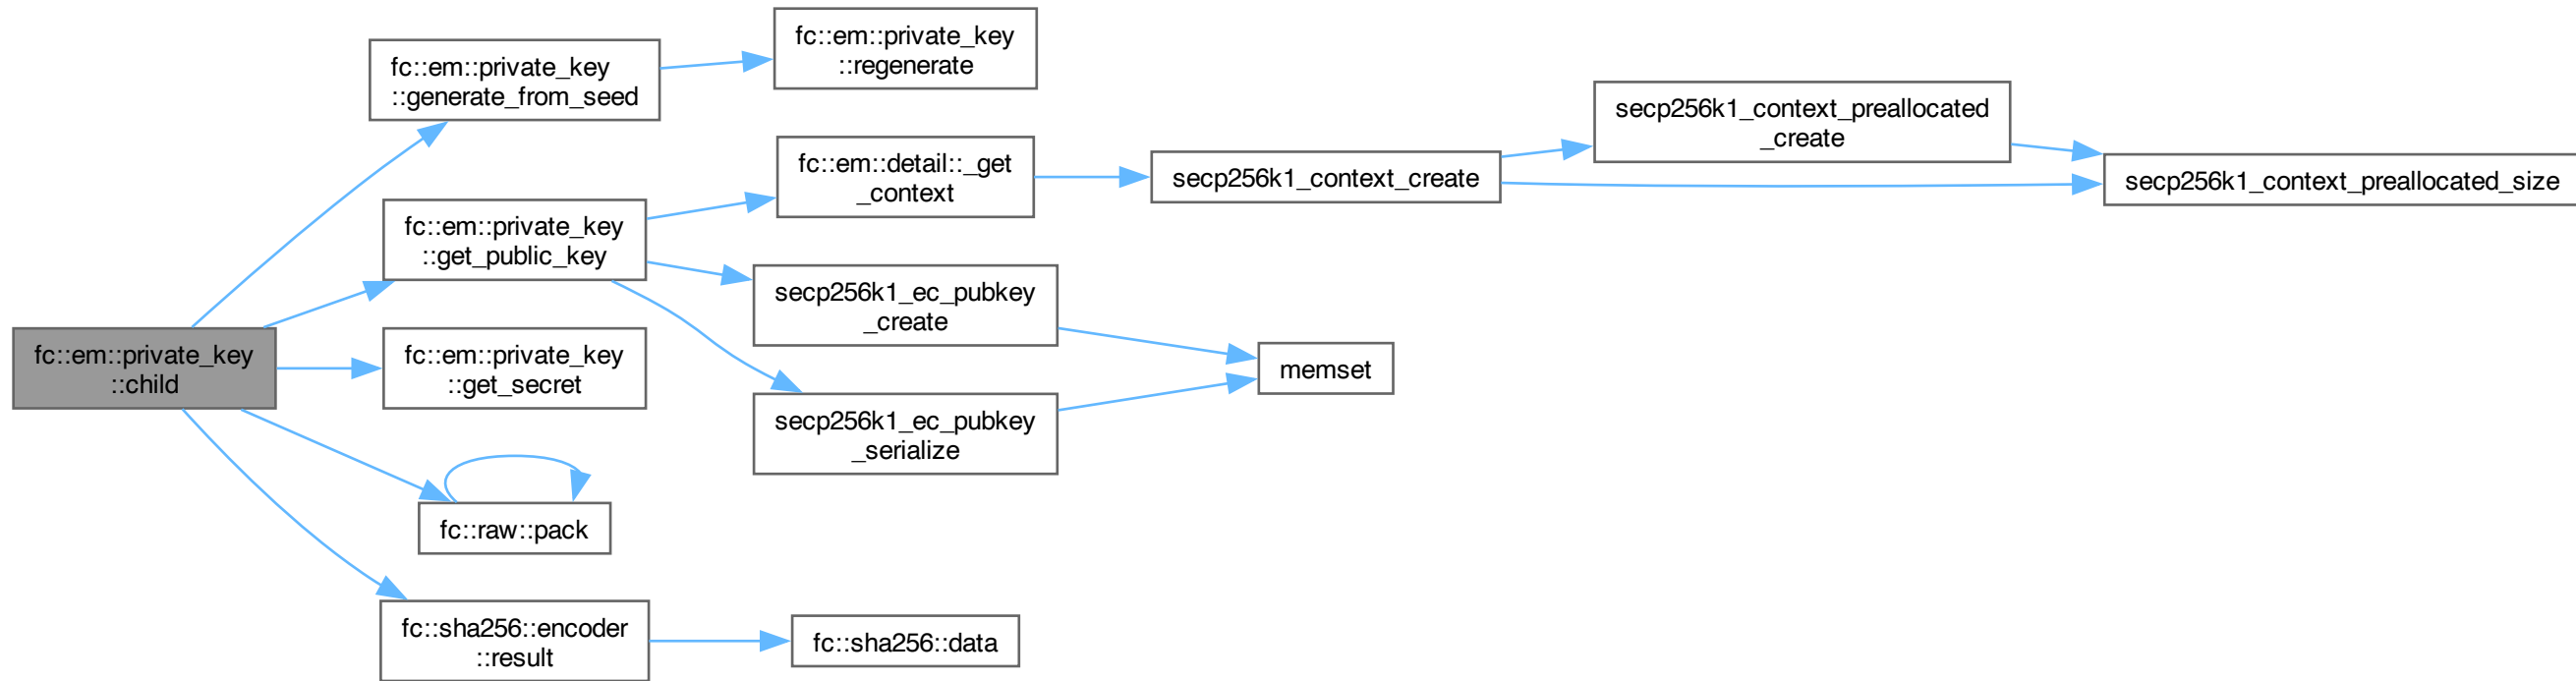 fc::em::private_key
::child
fc::em::private_key
::generate_from_seed
fc::em::private_key
::regenerate
fc::em::private_key
::get_public_key
fc::em::detail::_get
_context
secp256k1_context_create
secp256k1_context_preallocated
_create
secp256k1_context_preallocated_size
secp256k1_ec_pubkey
_create
secp256k1_ec_pubkey
_serialize
memset
fc::em::private_key
::get_secret
fc::raw::pack
fc::sha256::encoder
::result
fc::sha256::data